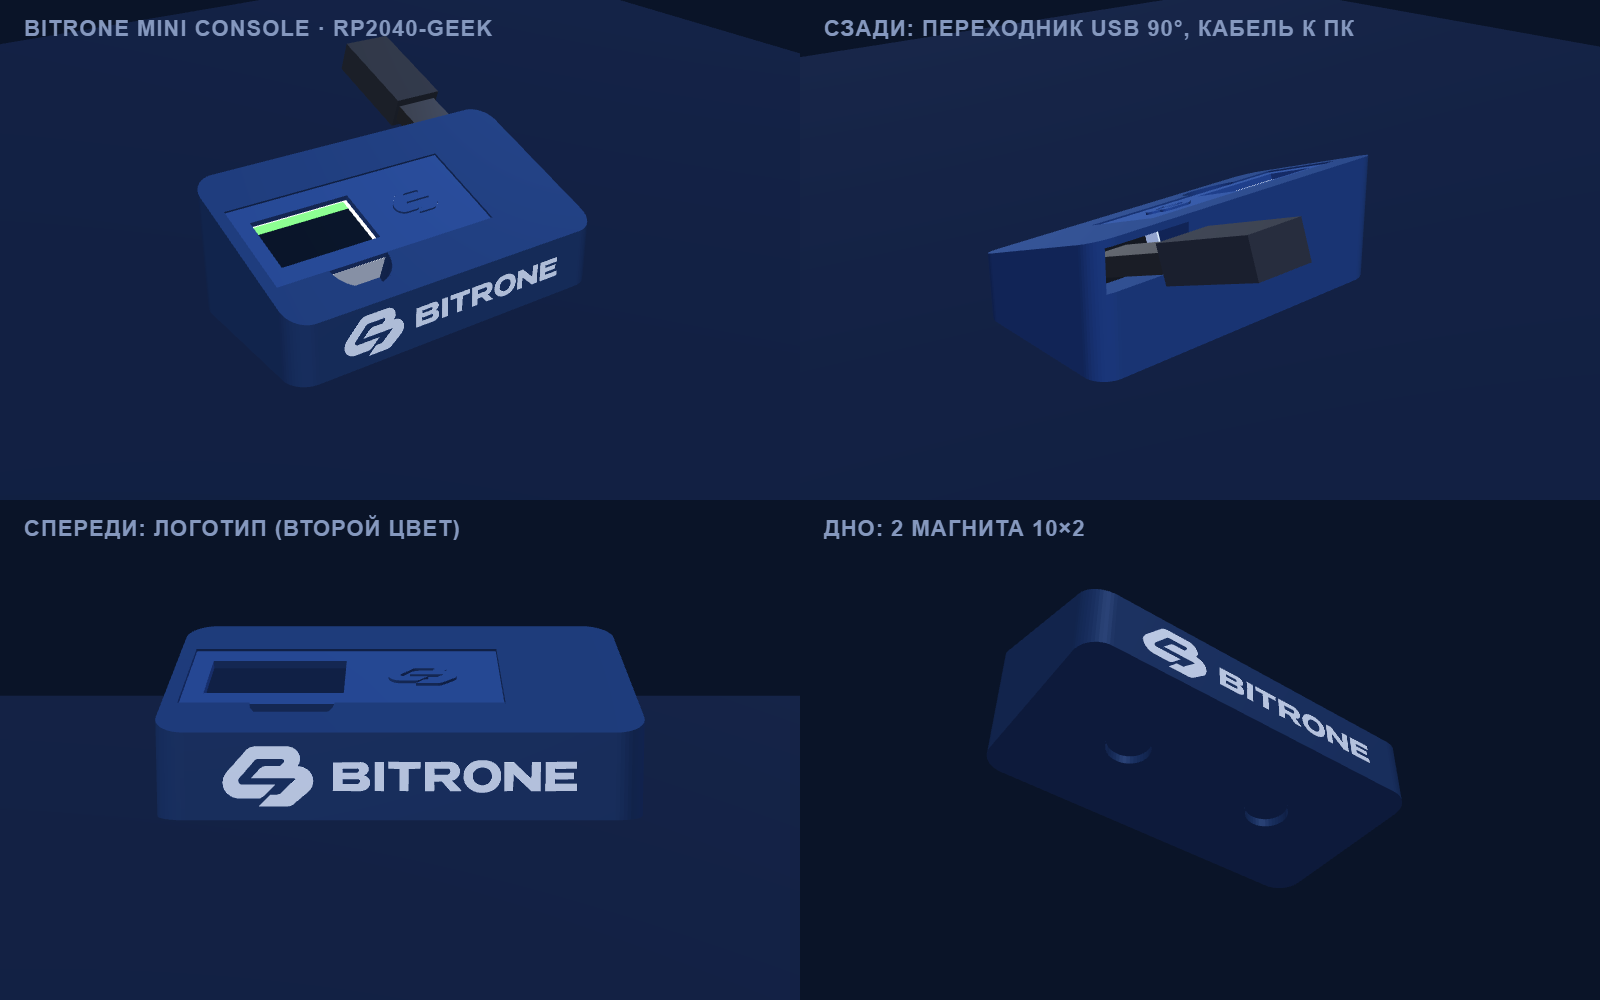 BITRONE MINI CONSOLE · RP2040-GEEK
BITRONE
СЗАДИ: ПЕРЕХОДНИК USB 90°, КАБЕЛЬ К ПК
СПЕРЕДИ: ЛОГОТИП (ВТОРОЙ ЦВЕТ)
BITRONE
ДНО: 2 МАГНИТА 10×2
BITRONE